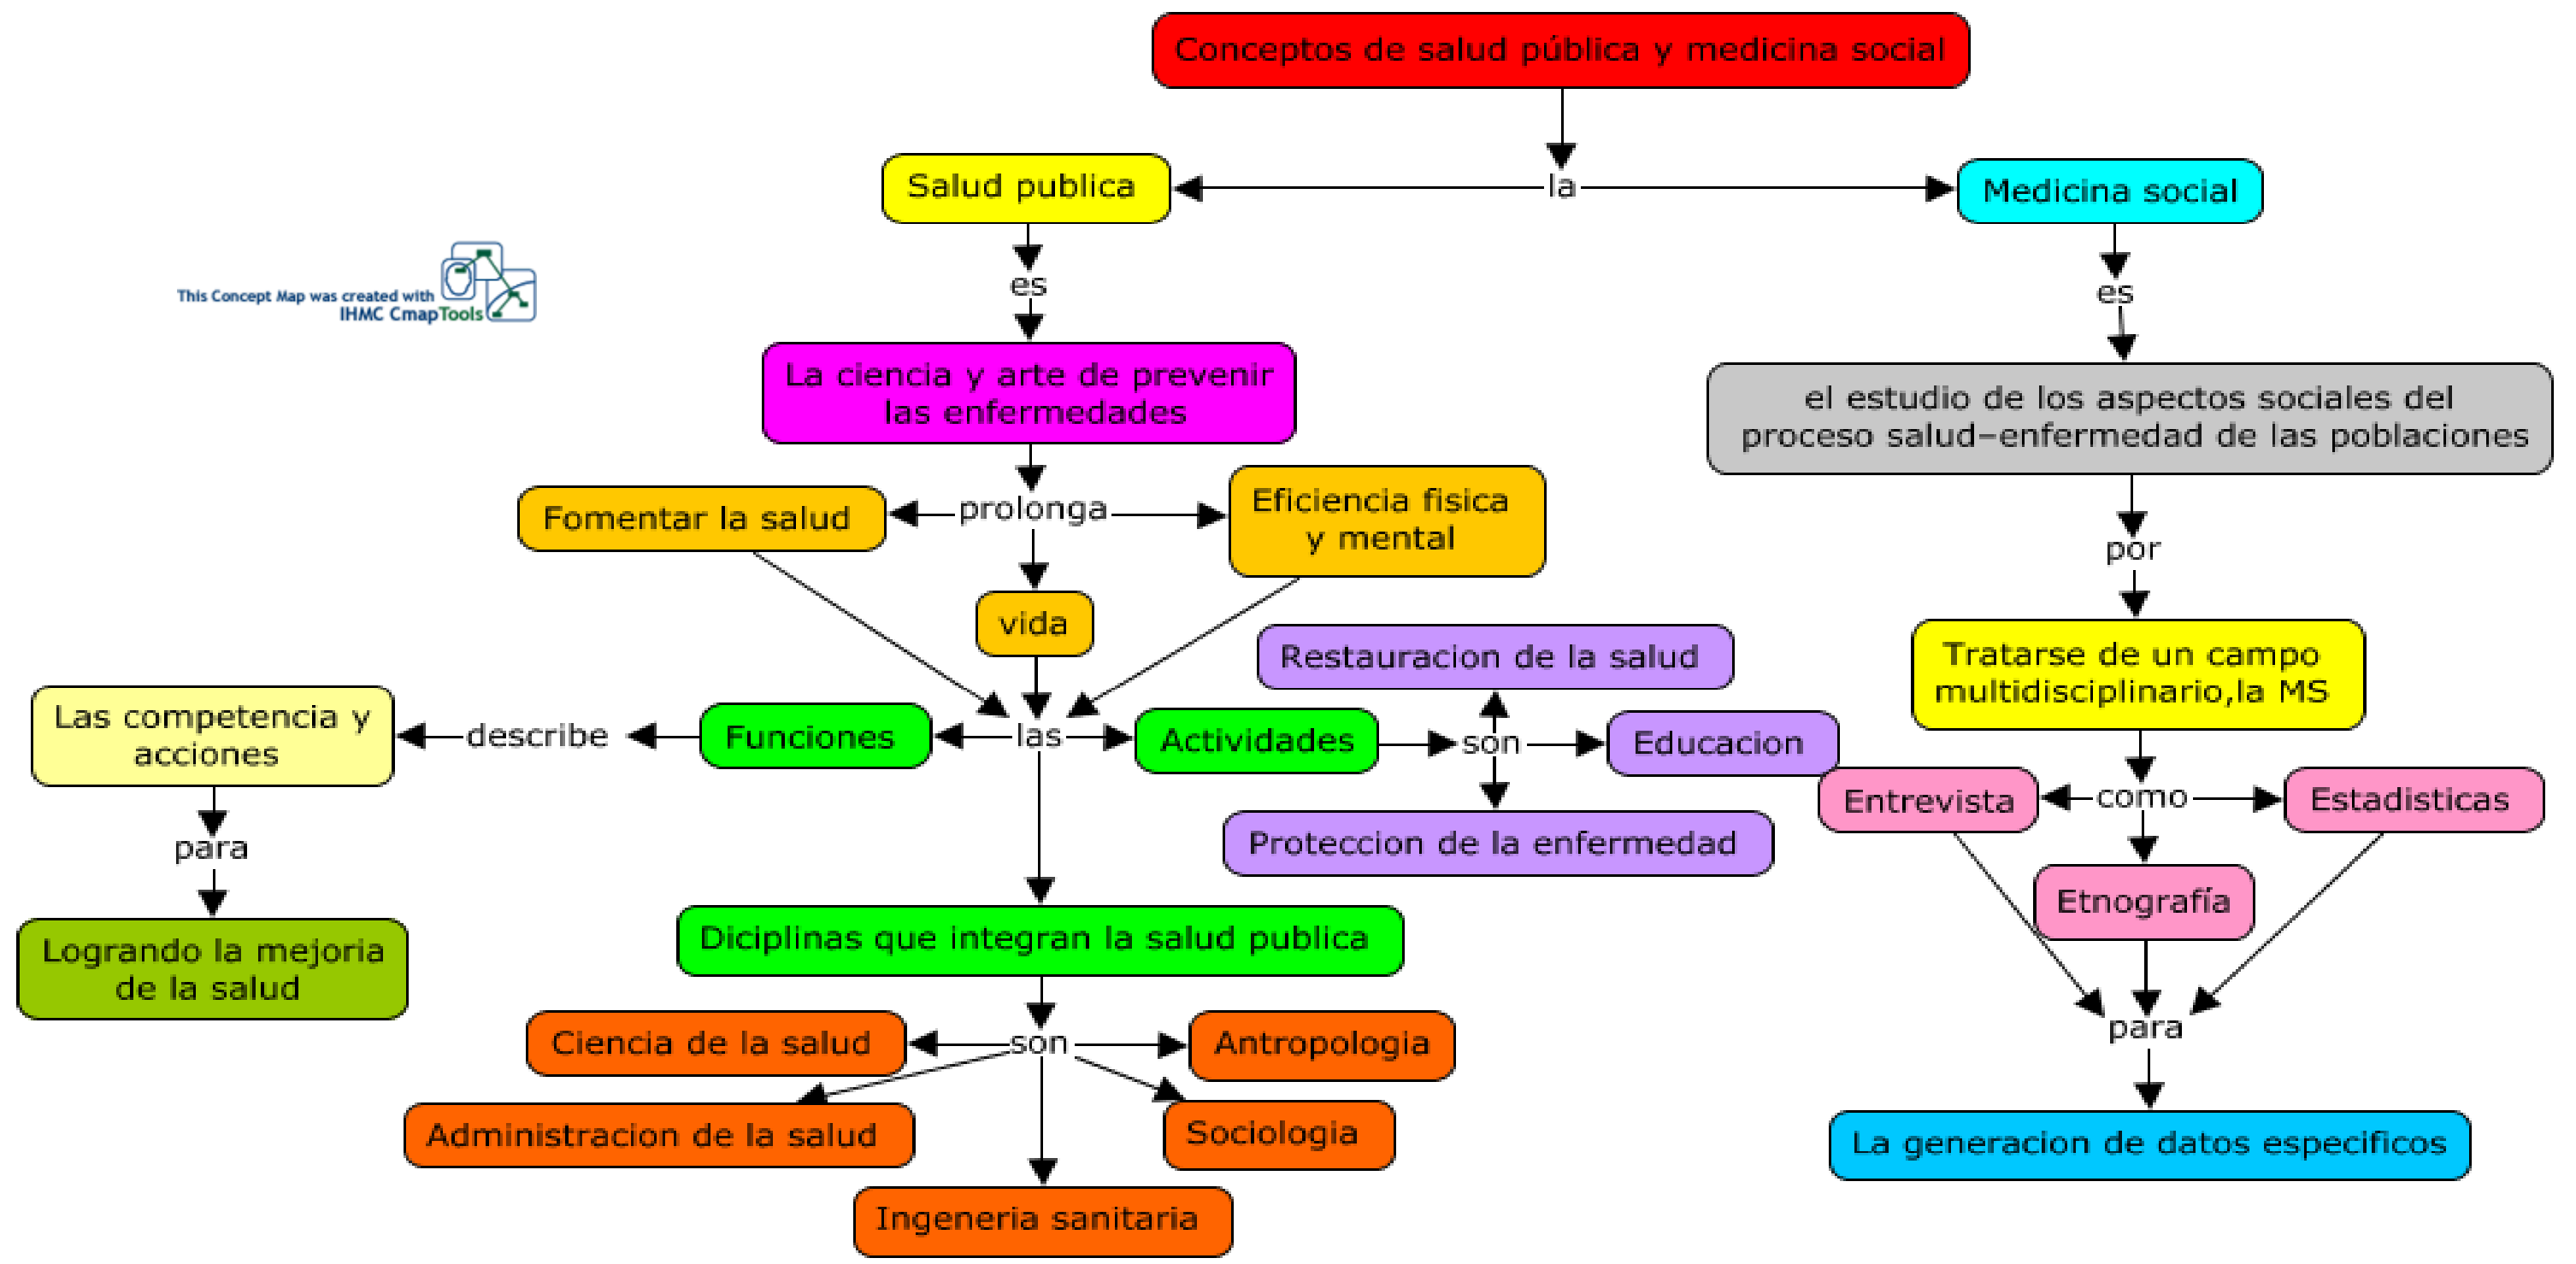 Conceptos de salud pública y medicina social
Salud publica
la
Medicina social
es
es
This Concept Map was created with
IHMC CmapTools
La ciencia y arte de prevenir
las enfermedades
el estudio de los aspectos sociales del
proceso salud-enfermedad de las poblaciones
Fomentar la salud
prolonga
Eficiencia fisica
y mental
por
vida
Restauracion de la salud
Tratarse de un campo
multidisciplinario,la MS
Las competencia y
acciones
describe
Funciones
las
Actividades
son
Educacion
Entrevista
como
Estadisticas
para
Proteccion de la enfermedad
Etnografía
Diciplinas que integran la salud publica
Logrando la mejoria
de la salud
para
Ciencia de la salud
son
Antropologia
Administracion de la salud
Sociologia
La generacion de datos especificos
Ingeneria sanitaria